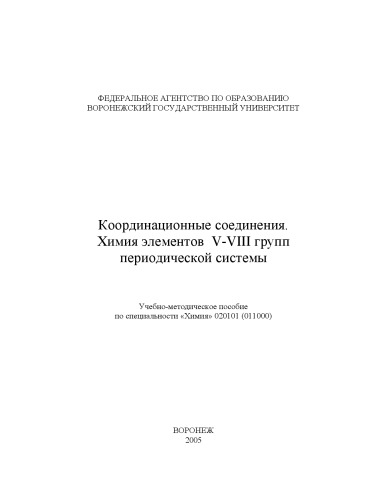 ФЕДЕРАЛЬНОЕ АГЕНТСТВО ПО ОБРАЗОВАНИЮ
ВОРОНЕЖСКИЙ ГОСУДАРСТВЕННЫЙ УНИВЕРСИТЕТ
Координационные соединения.
Химия элементов V-VIII групп
периодической системы
Учебно-методическое пособие
по специальности «Химия» 020101 (011000)
ВОРОНЕЖ
2005